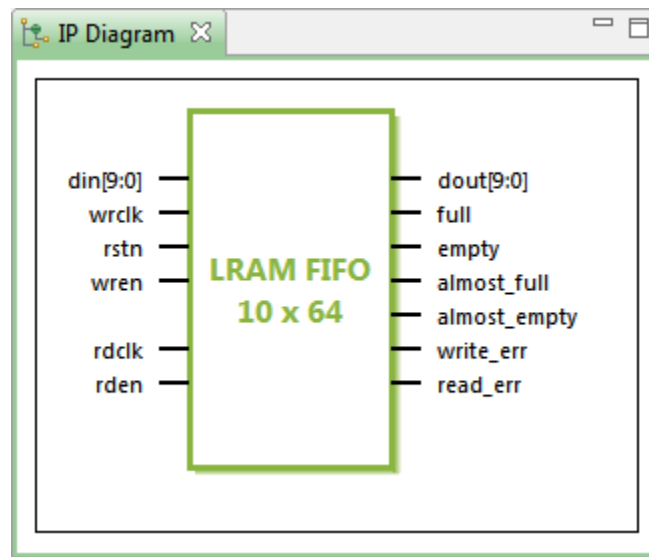 IP Diagram
din[9:0]
wrclk
rstn
wren
rdclk
rden
LRAM FIFO
10 x 64
dout[9:0]
full
empty
almost_full
almost_empty
write_err
read_err